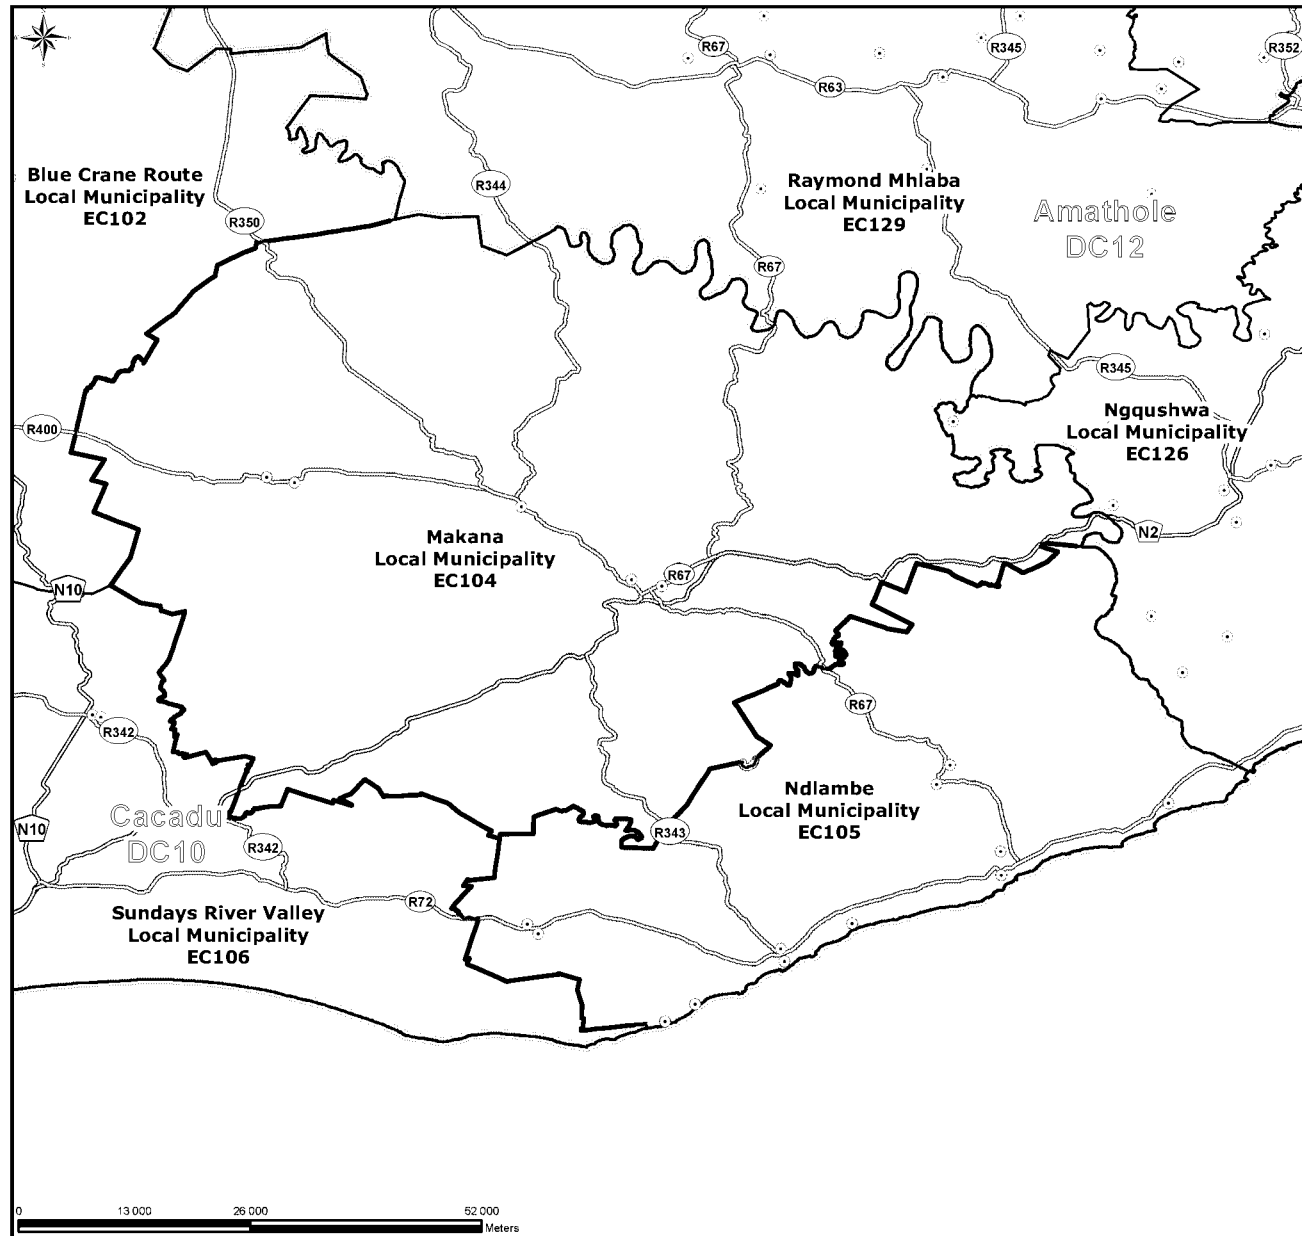 R67
R345
R352
R63
Blue Crane Route
Local Municipality
EC102
R344
R350
Raymond Mhlaba
Local Municipality
EC129
Amathole
DC12
R67
R345
R400
Ngqushwa
Local Municipality
EC126
Makana
Local Municipality
EC104
N2
R67
N10
R342
R67
Ndlambe
Local Municipality
EC105
Cacadu
DC10
N10
R342
R343
R72
Sundays River Valley
Local Municipality
EC106
0 13 000 26 000 52 000
Meters